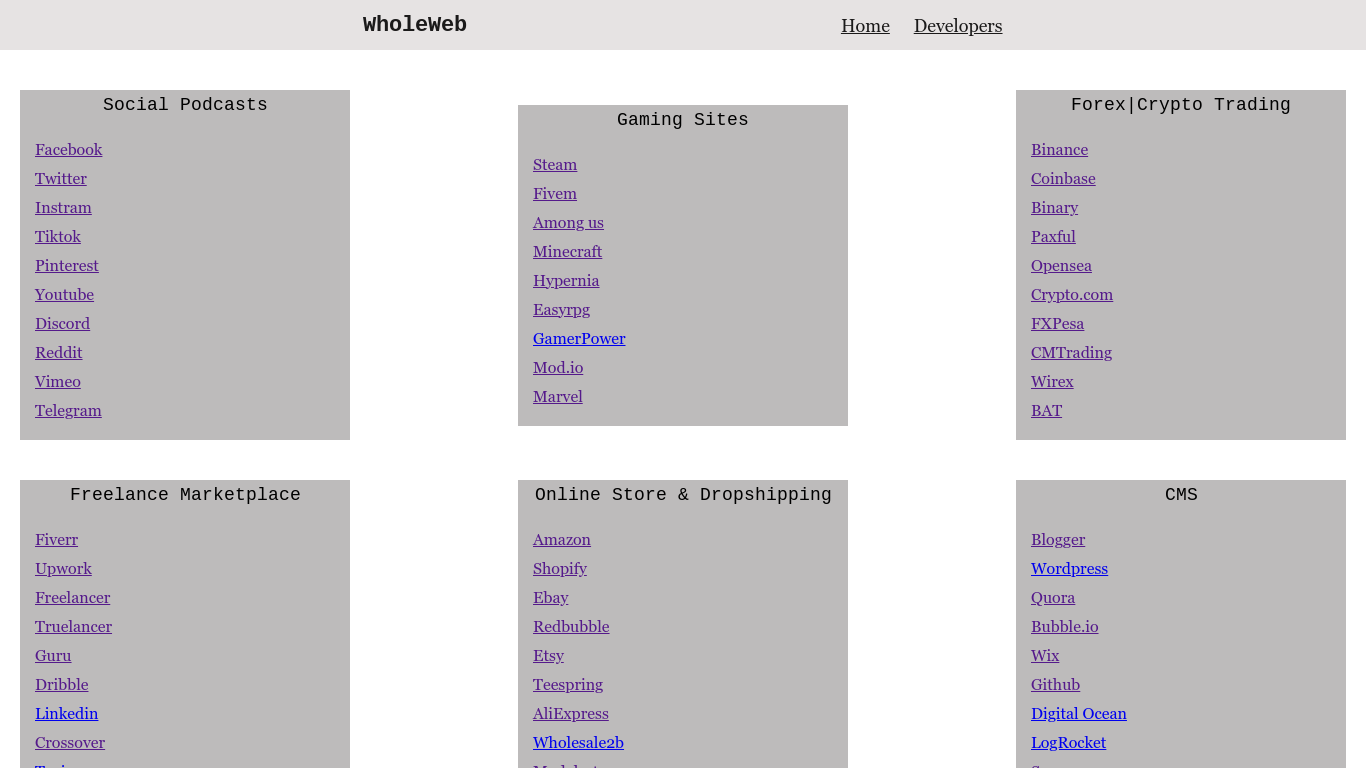 WholeWeb
Home Developers
Social Podcasts
Facebook
Twitter
Instram
Tiktok
Pinterest
Youtube
Discord
Reddit
Vimeo
Telegram
Gaming Sites
Steam
Fivem
Among us
Minecraft
Hypernia
Easyrpg
GamerPower
Mod.io
Marvel
Forex|Crypto Trading
Binance
Coinbase
Binary
Paxful
Opensea
Crypto.com
FXPesa
CMTrading
Wirex
BAT
Freelance Marketplace
Fiverr
Upwork
Freelancer
Truelancer
Guru
Dribble
Linkedin
Crossover
Online Store & Dropshipping
Amazon
Shopify
Ebay
Redbubble
Etsy
Teespring
AliExpress
Wholesale2b
CMS
Blogger
Wordpress
Quora
Bubble.io
Wix
Github
Digital Ocean
LogRocket